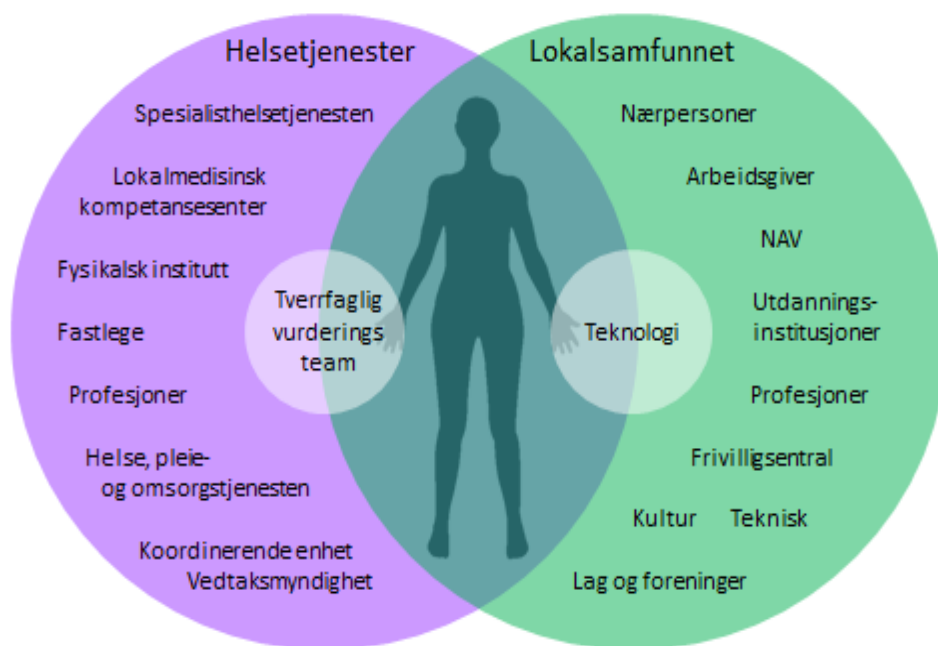 Helsetjenester
Spesialisthelsetjenesten
Lokalmedisinsk
kompetansesenter
Fysikalsk institutt
Fastlege
Profesjoner
Helse, pleie-
og omsorgstjenesten
Koordinerende enhet
Vedtaksmyndighet
Tverrfaglig
vurderings
team
Lokalsamfunnet
Nærpersoner
Arbeidsgiver
NAV
Utdannings-
institusjoner
Profesjoner
Frivilligsentral
Kultur Teknisk
Lag og foreninger
Teknologi